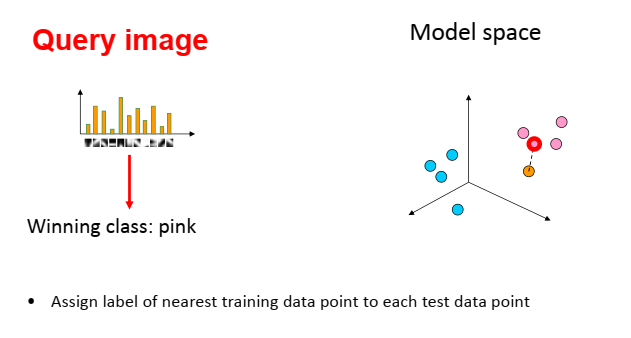 Query image
Model space
Winning class: pink
• Assign label of nearest training data point to each test data point